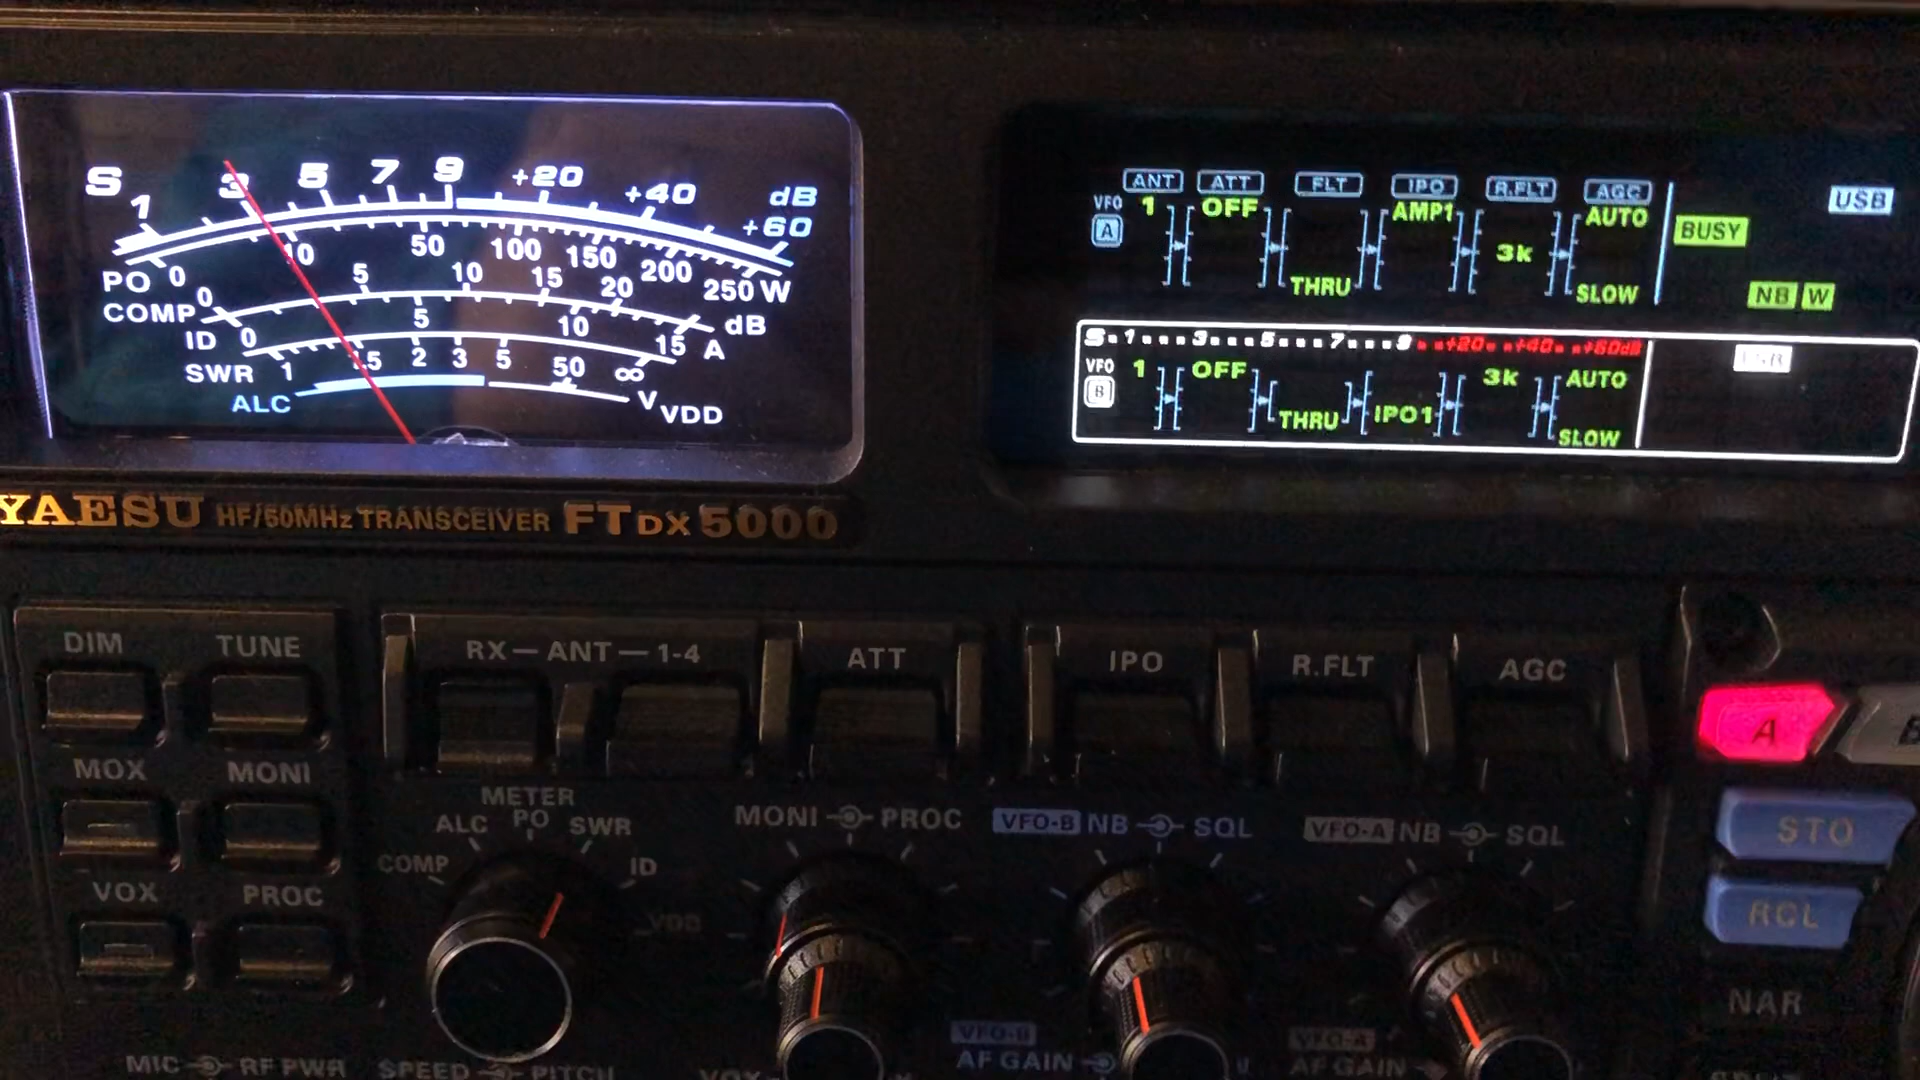 S 1 3 5 7 9 +20 +40 +60 dB
PO 0 10 50 100 150 200 250 W
COMP 0 5 10 15 20 dB
ID 0 5 10 15 A
SWR 1 1.5 2 3 5 50 ∞
ALC V VDD
YAESU HF/50MHz TRANSCEIVER FTDX 5000
ANT ATT FLT IPO R.FLT AGC
VFO A 1 OFF THRU AMP1 3k AUTO SLOW
USB
BUSY
NB W
S 1 3 5 7 9 +20 +40 +60dB
VFO B 1 OFF THRU IPO1 3k AUTO SLOW
USB
DIM TUNE
RX — ANT — 1-4 ATT IPO R.FLT AGC
A B
MOX MONI
METER
COMP ALC PO SWR ID VDD
MONI PROC
VFO-B NB SQL
VFO-A NB SQL
STO
VOX PROC
RCL
NAR
MIC RF PWR
SPEED PITCH
VOX
VFO-B
AF GAIN
VFO-A
AF GAIN